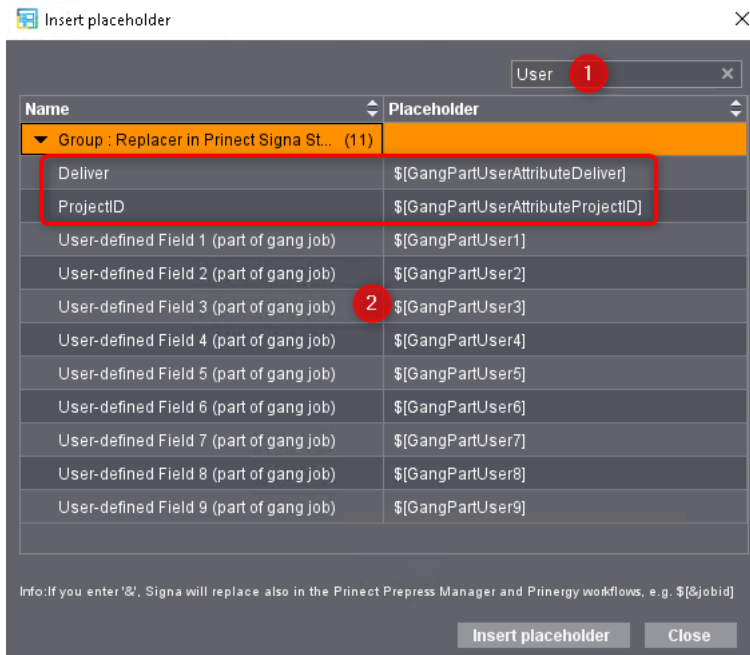 Insert placeholder
User 1
Name Placeholder
Group : Replacer in Prinect Signa St... (11)
Deliver $[GangPartUserAttributeDeliver]
ProjectID $[GangPartUserAttributeProjectID]
User-defined Field 1 (part of gang job) $[GangPartUser1]
User-defined Field 2 (part of gang job) $[GangPartUser2]
User-defined Field 3 (part of gang job) 2 $[GangPartUser3]
User-defined Field 4 (part of gang job) $[GangPartUser4]
User-defined Field 5 (part of gang job) $[GangPartUser5]
User-defined Field 6 (part of gang job) $[GangPartUser6]
User-defined Field 7 (part of gang job) $[GangPartUser7]
User-defined Field 8 (part of gang job) $[GangPartUser8]
User-defined Field 9 (part of gang job) $[GangPartUser9]
Info:If you enter '&', Signa will replace also in the Prinect Prepress Manager and Prinergy workflows, e.g. $[&jobid]
Insert placeholder Close